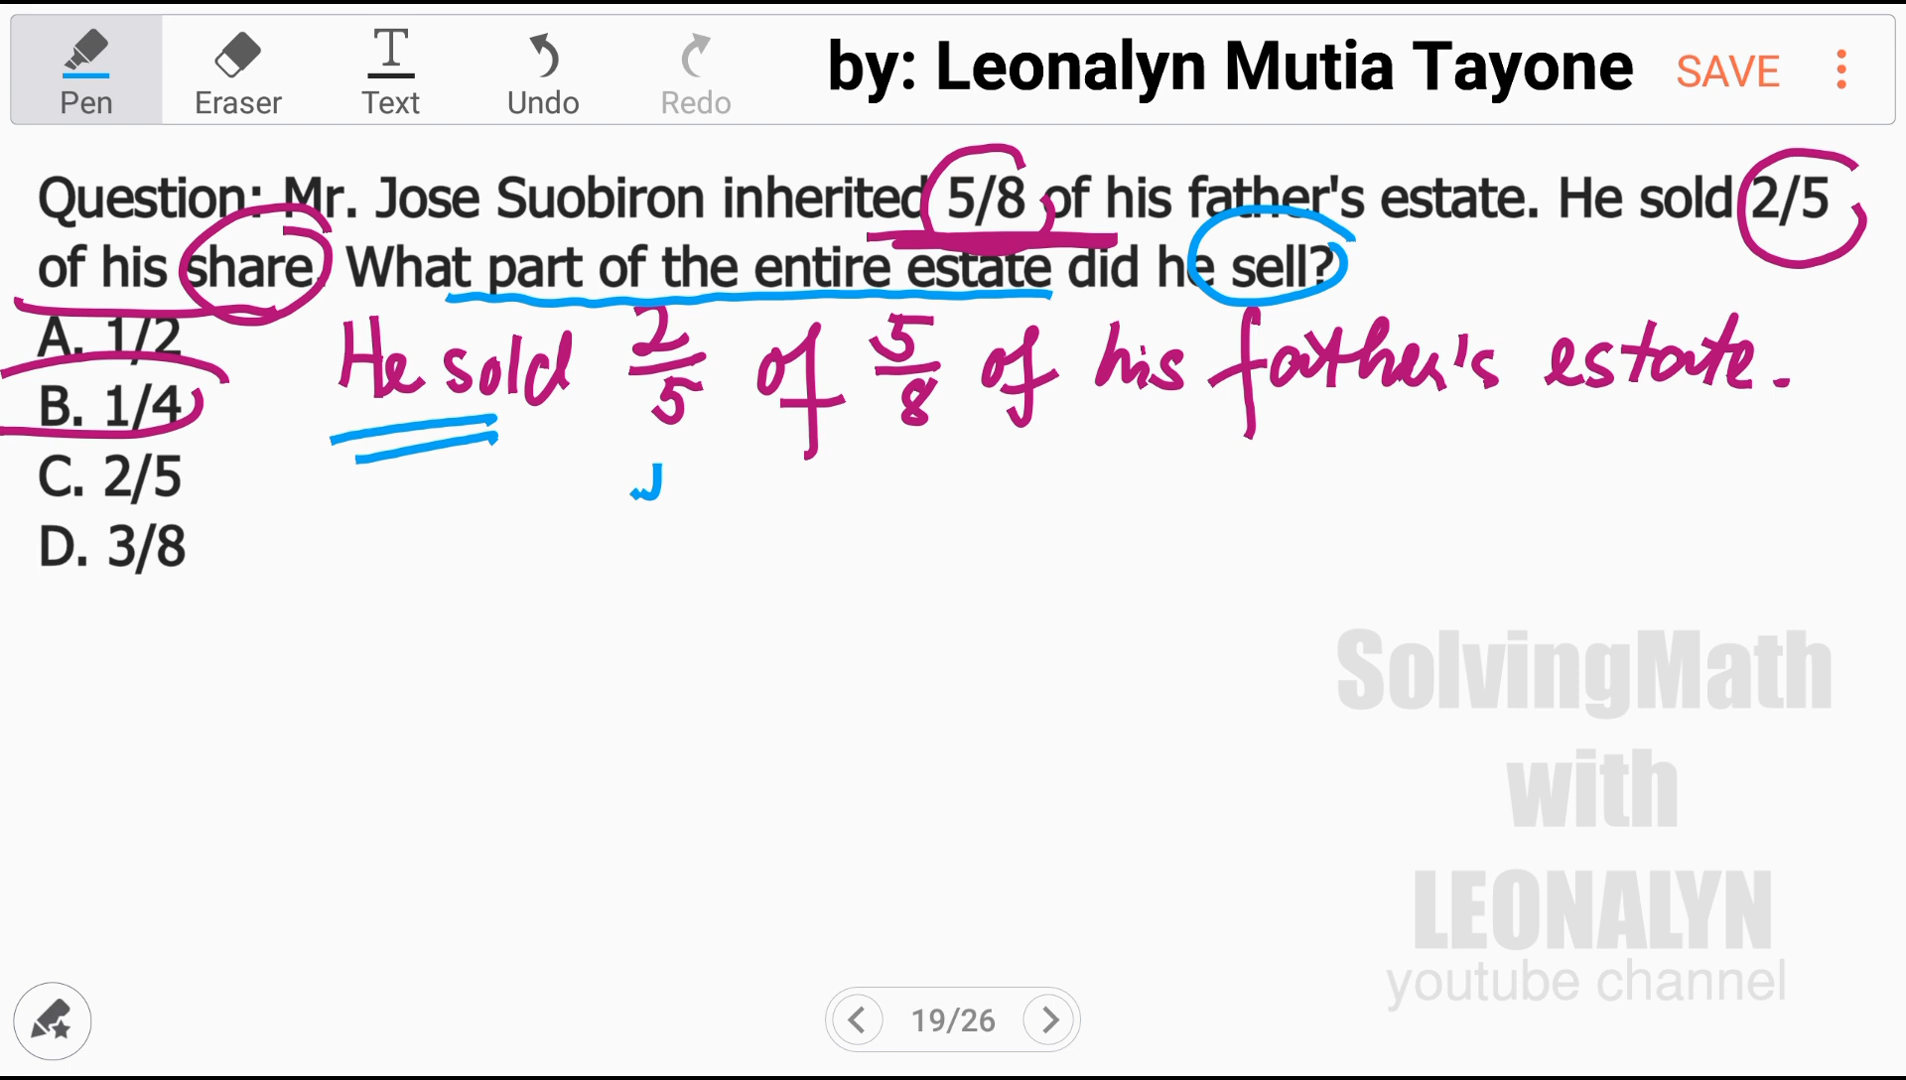 Pen
Eraser
Text
Undo
Redo
by: Leonalyn Mutia Tayone
SAVE
Question: Mr. Jose Suobiron inherited 5/8 of his father's estate. He sold 2/5
of his share. What part of the entire estate did he sell?
A. 1/2
He sold 2/5 of 5/8 of his father's estate.
B. 1/4
C. 2/5
D. 3/8
SolvingMath
with
LEONALYN
youtube channel
19/26